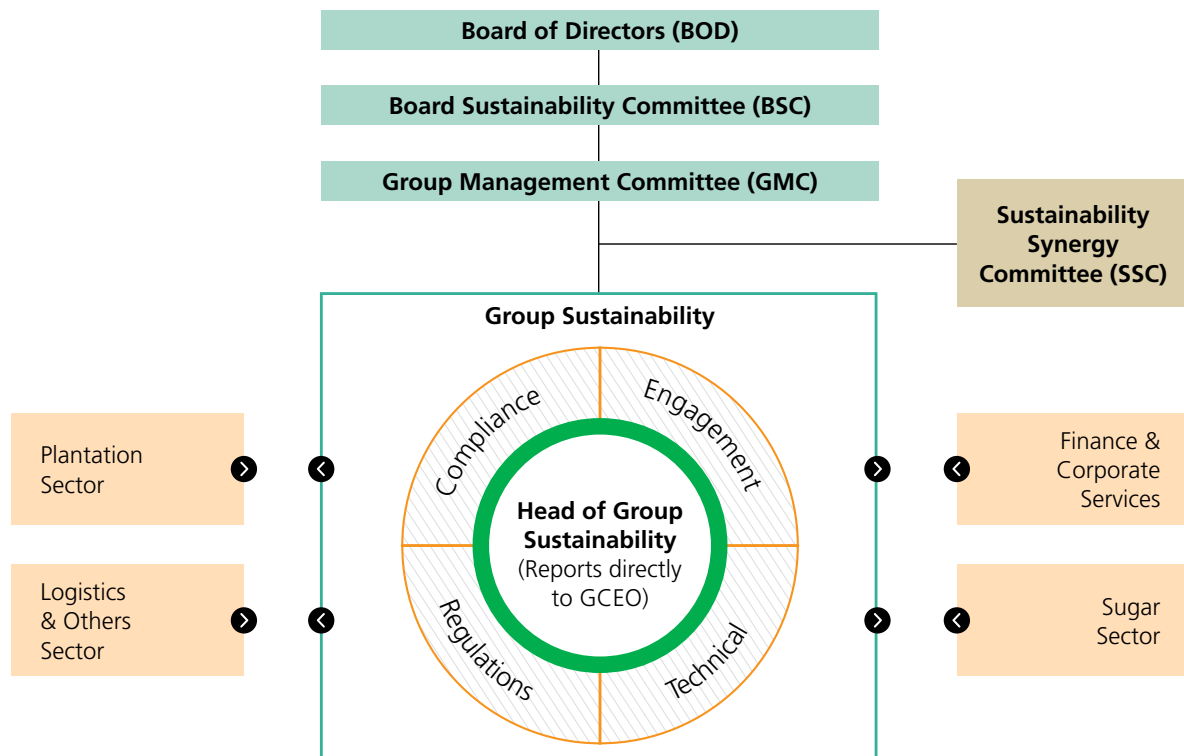 Board of Directors (BOD)
Board Sustainability Committee (BSC)
Group Management Committee (GMC)
Sustainability
Synergy
Committee (SSC)
Group Sustainability
Compliance
Engagement
Regulations
Technical
Head of Group
Sustainability
(Reports directly
to GCEO)
Plantation
Sector
Logistics
& Others
Sector
Finance &
Corporate
Services
Sugar
Sector